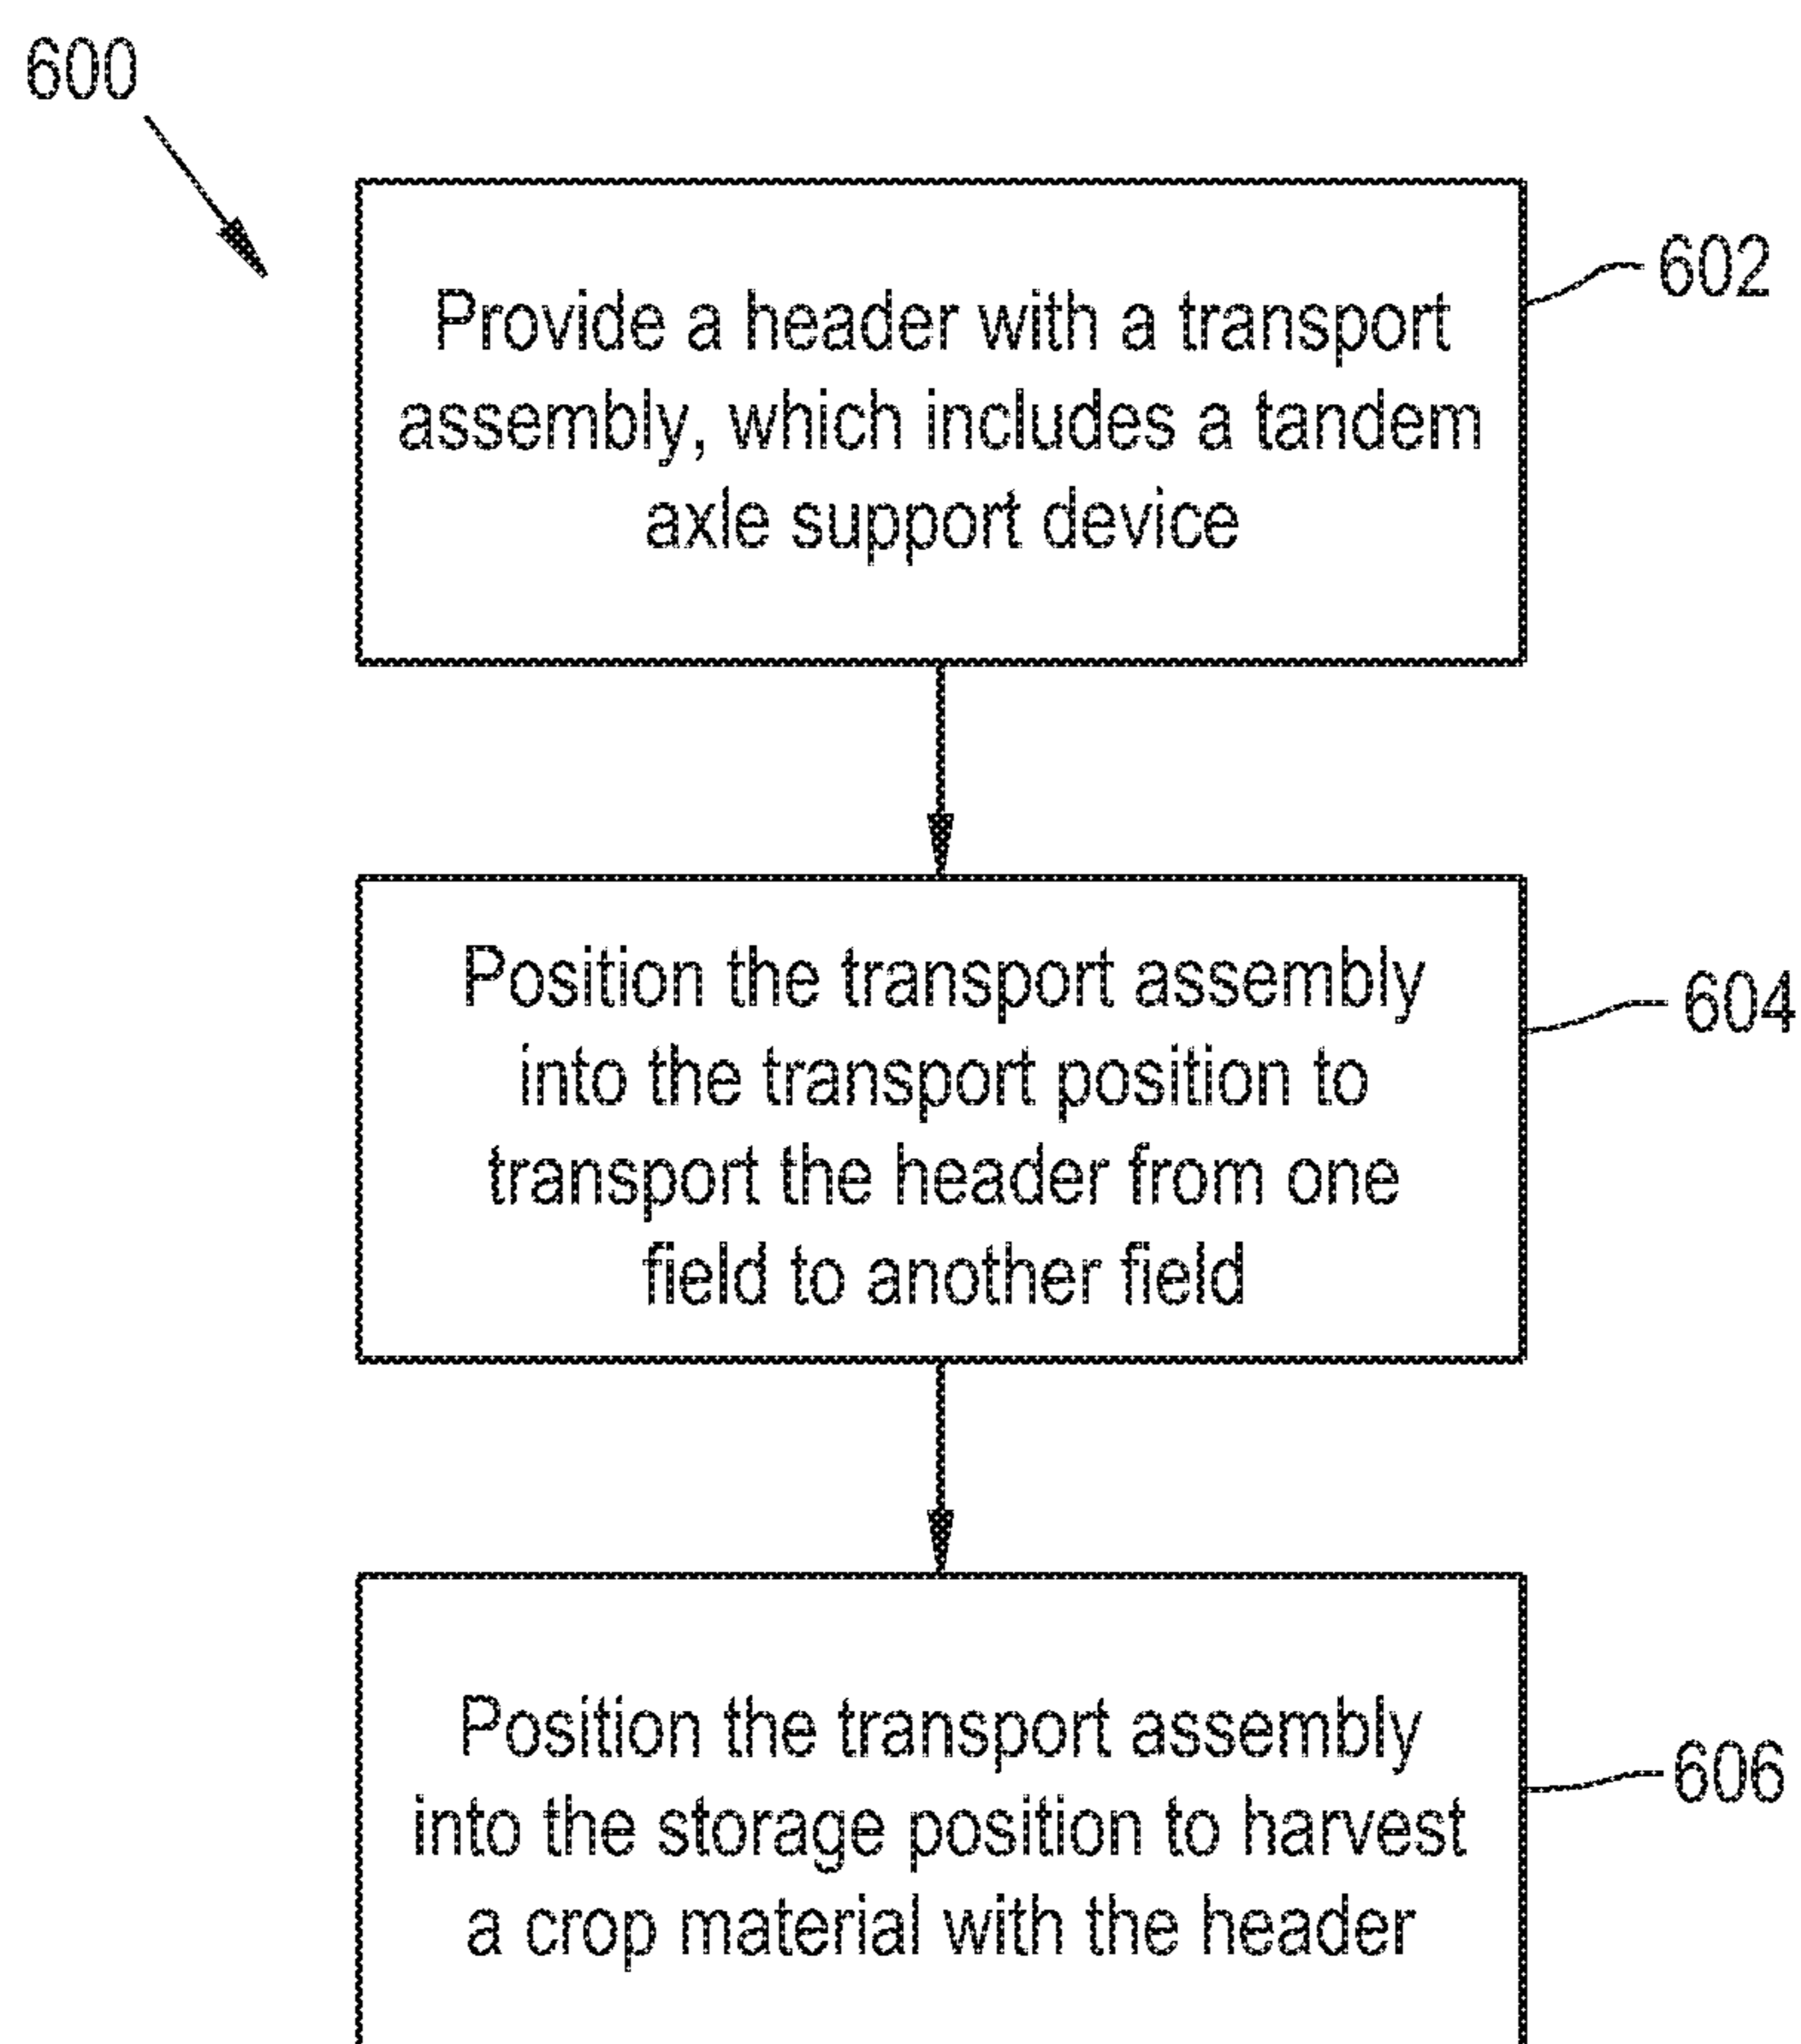 600
Provide a header with a transport
assembly, which includes a tandem
axle support device
602
Position the transport assembly
into the transport position to
transport the header from one
field to another field
604
Position the transport assembly
into the storage position to harvest
a crop material with the header
606